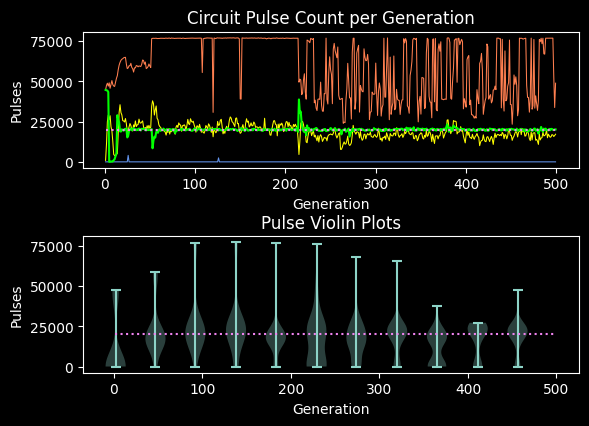 Circuit Pulse Count per Generation
75000
50000
25000
0
Pulses
0 100 200 300 400 500
Generation
Pulse Violin Plots
75000
50000
25000
0
Pulses
0 100 200 300 400 500
Generation